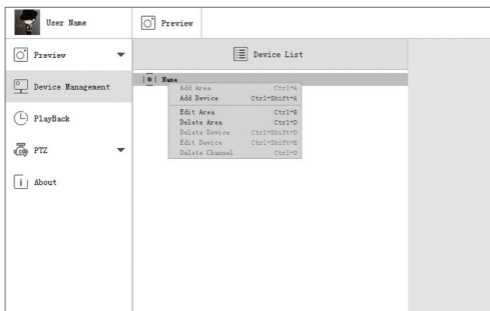 User Name
Preview
Preview
Device Management
PlayBack
PTZ
About
Device List
Name
Add Area Ctrl+A
Add Device Ctrl+Shift+A
Edit Area Ctrl+E
Delete Area Ctrl+D
Delete Device Ctrl+Shift+D
Edit Device Ctrl+Shift+E
Delete Channel Ctrl+D